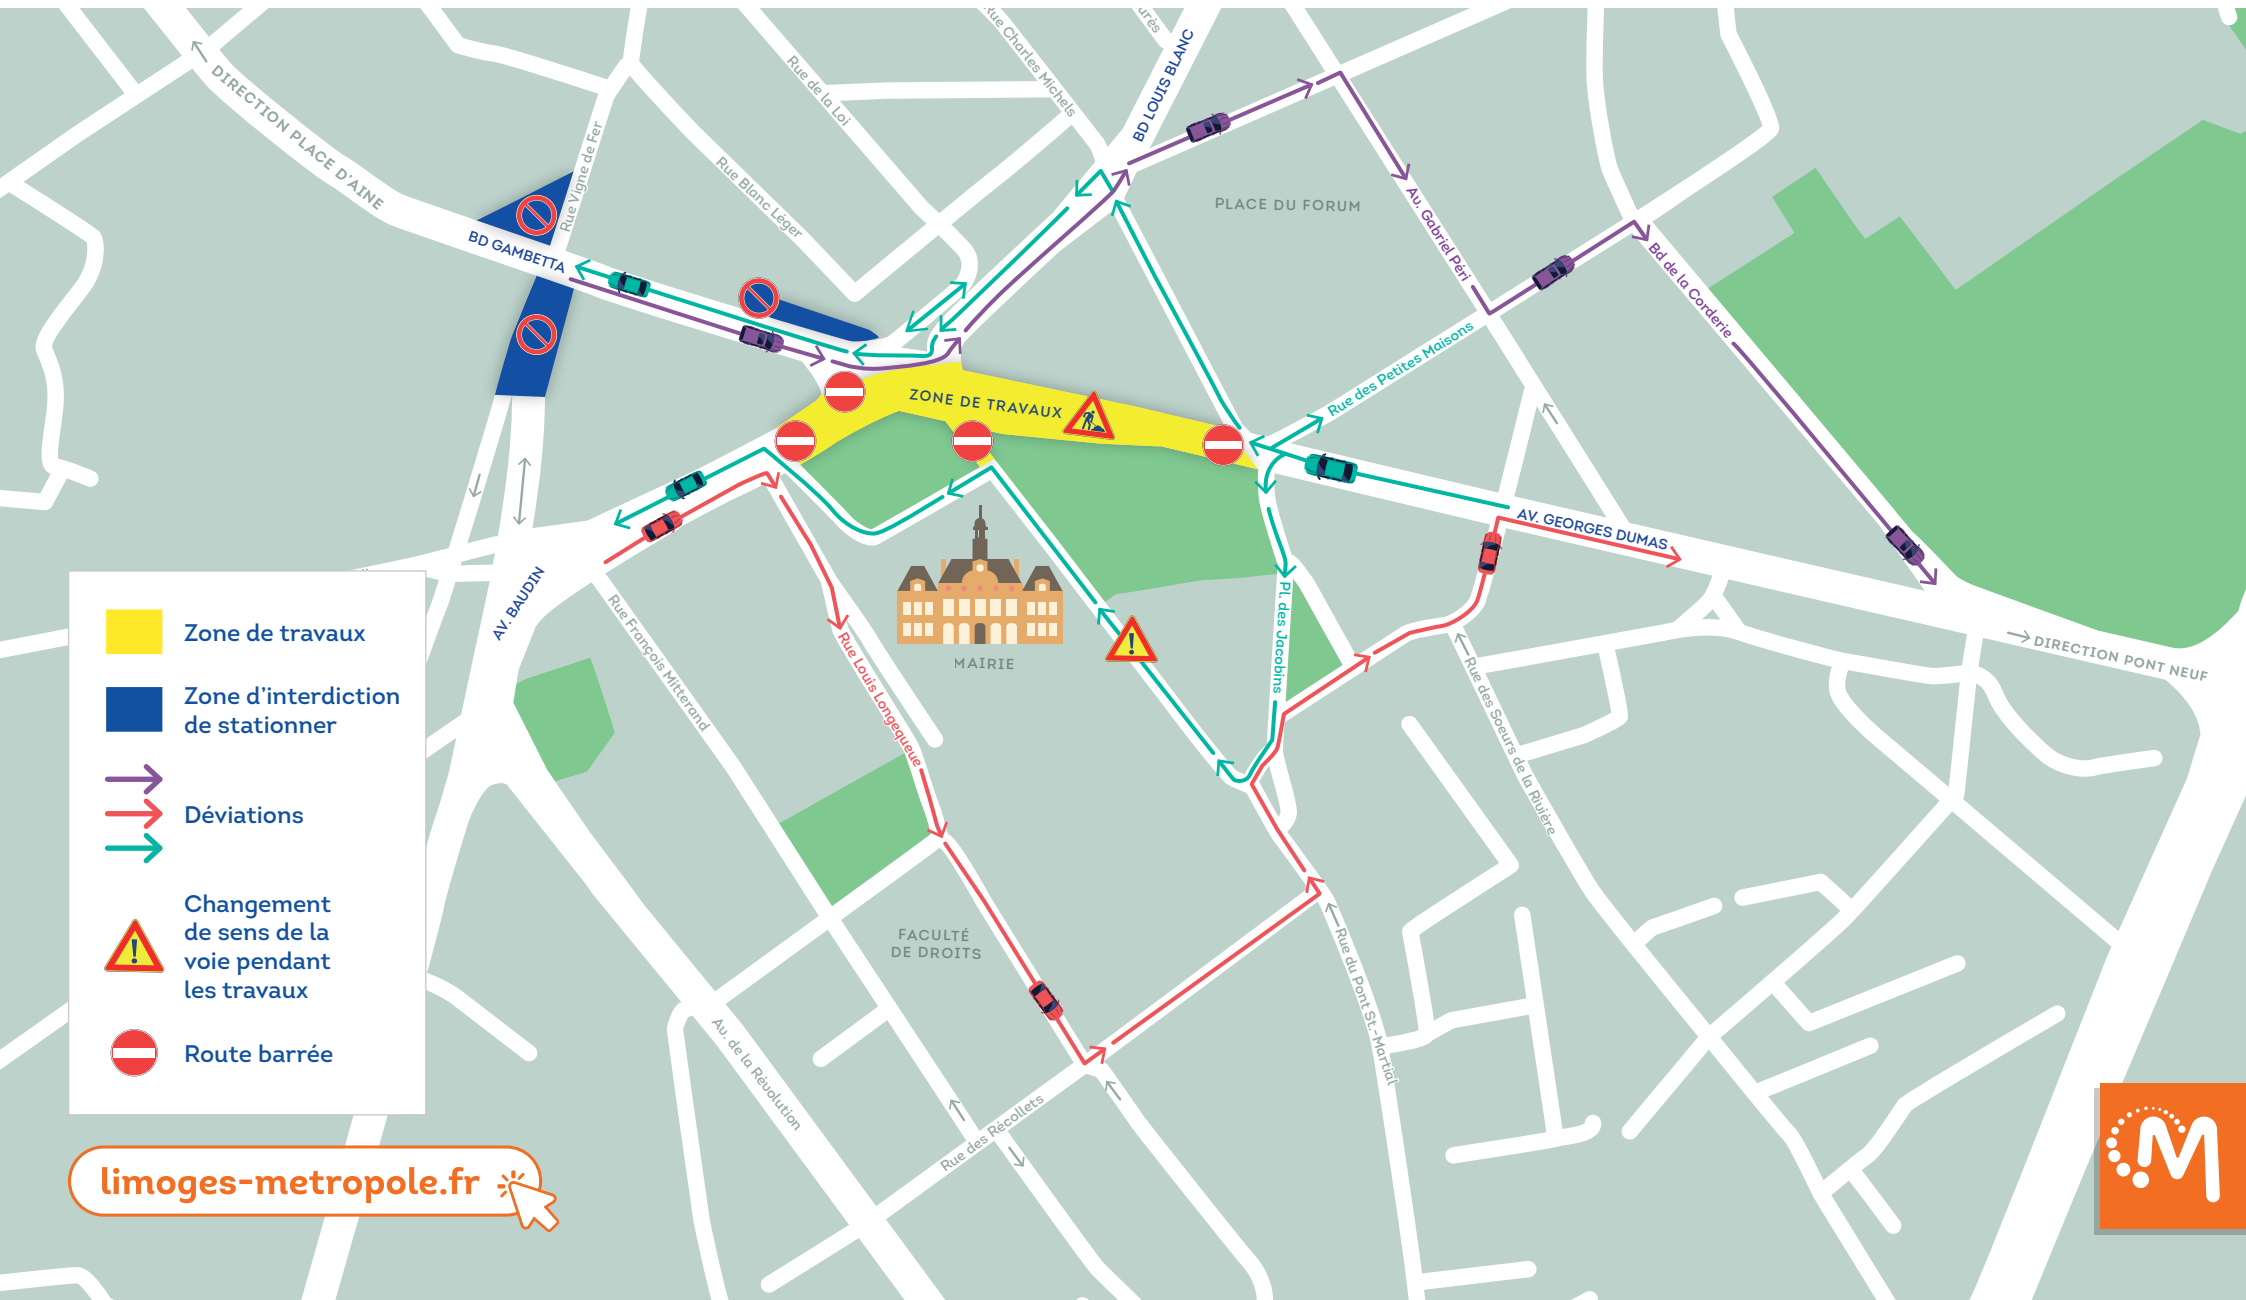 urès
Rue Charles Michels
BD LOUIS BLANC
Rue de la Loi
DIRECTION PLACE D'AINE
Rue Vigne de Fer
Rue Blanc Léger
PLACE DU FORUM
Av. Gabriel Péri
BD GAMBETTA
Bd de la Corderie
Rue des Petites Maisons
ZONE DE TRAVAUX
AV. GEORGES DUMAS
AV. BAUDIN
Rue François Mitterand
MAIRIE
Pl. des Jacobins
Rue Louis Longequeue
DIRECTION PONT NEUF
Rue des Soeurs de la Rivière
Zone de travaux
Zone d'interdiction
de stationner
Déviations
!
Changement
de sens de la
voie pendant
les travaux
!
Route barrée
FACULTÉ
DE DROITS
Rue du Pont St.-Martial
Av. de la Révolution
Rue des Récollets
limoges-metropole.fr
M